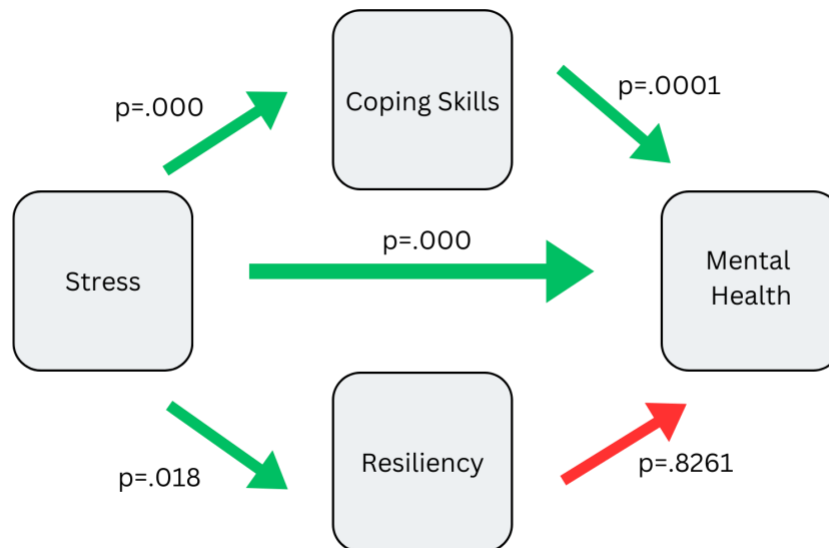 Coping Skills
p=.000
p=.0001
p=.000
Stress
Mental
Health
Resiliency
p=.018
p=.8261